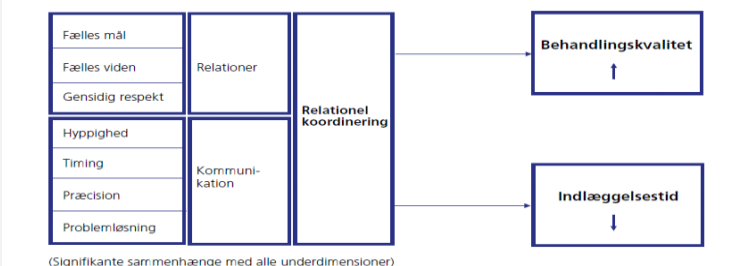 Fælles mål
Fælles viden
Gensidig respekt
Relationer
Hyppighed
Timing
Præcision
Problemløsning
Kommuni-
kation
Relationel
koordinering
Behandlingskvalitet
↑
Indlæggelsestid
↓
(Signifikante sammenhænge med alle underdimensioner)